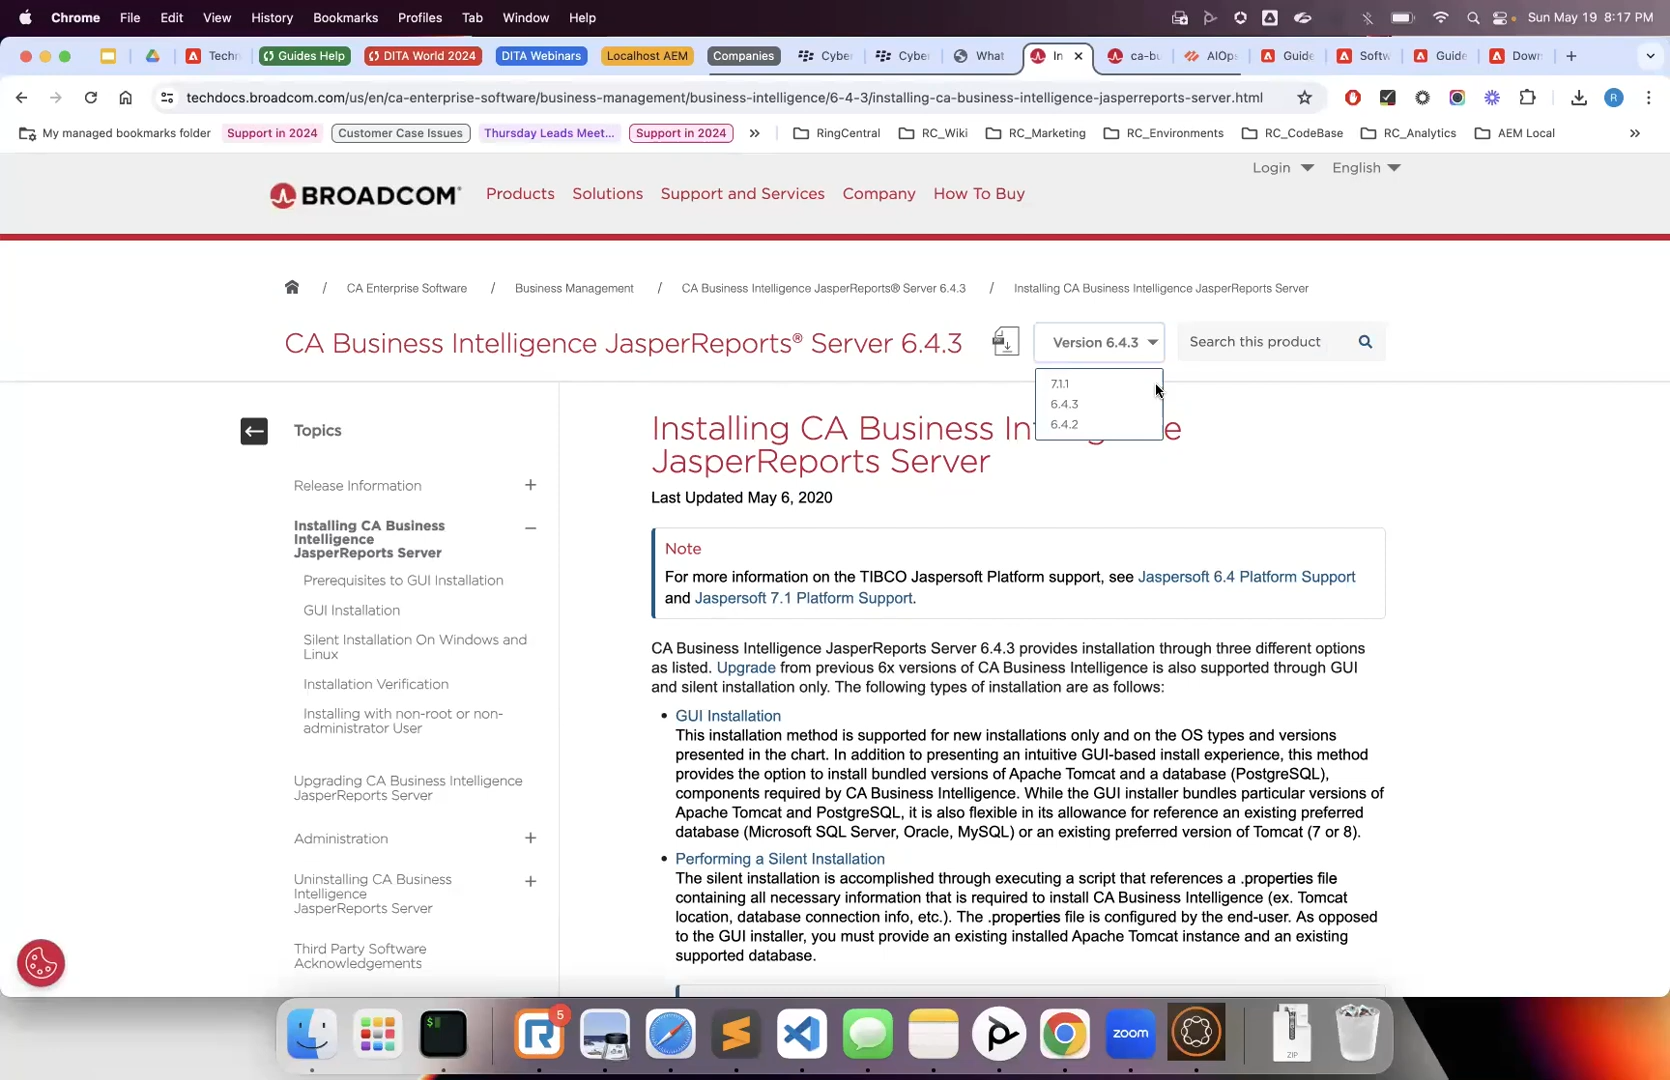 Chrome File Edit View History Bookmarks Profiles Tab Window Help Sun May 19 8:17 PM
Techn Guides Help DITA World 2024 DITA Webinars Localhost AEM Companies Cyber Cyber What In ca-bu AIOps Guide Softw Guide Down
techdocs.broadcom.com/us/en/ca-enterprise-software/business-management/business-intelligence/6-4-3/installing-ca-business-intelligence-jasperreports-server.html R
My managed bookmarks folder Support in 2024 Customer Case Issues Thursday Leads Meet... Support in 2024 » RingCentral RC_Wiki RC_Marketing RC_Environments RC_CodeBase RC_Analytics AEM Local »
Login English
BROADCOM Products Solutions Support and Services Company How To Buy
/ CA Enterprise Software / Business Management / CA Business Intelligence JasperReports® Server 6.4.3 / Installing CA Business Intelligence JasperReports Server
CA Business Intelligence JasperReports® Server 6.4.3 Version 6.4.3 Search this product
7.1.1
6.4.3
6.4.2
Topics
Release Information +
Installing CA Business
Intelligence
JasperReports Server
Prerequisites to GUI Installation
GUI Installation
Silent Installation On Windows and
Linux
Installation Verification
Installing with non-root or non-
administrator User
Upgrading CA Business Intelligence
JasperReports Server
Administration +
Uninstalling CA Business +
Intelligence
JasperReports Server
Third Party Software
Acknowledgements
Installing CA Business In e
JasperReports Server
Last Updated May 6, 2020
Note
For more information on the TIBCO Jaspersoft Platform support, see Jaspersoft 6.4 Platform Support
and Jaspersoft 7.1 Platform Support.
CA Business Intelligence JasperReports Server 6.4.3 provides installation through three different options
as listed. Upgrade from previous 6x versions of CA Business Intelligence is also supported through GUI
and silent installation only. The following types of installation are as follows:
• GUI Installation
This installation method is supported for new installations only and on the OS types and versions
presented in the chart. In addition to presenting an intuitive GUI-based install experience, this method
provides the option to install bundled versions of Apache Tomcat and a database (PostgreSQL),
components required by CA Business Intelligence. While the GUI installer bundles particular versions of
Apache Tomcat and PostgreSQL, it is also flexible in its allowance for reference an existing preferred
database (Microsoft SQL Server, Oracle, MySQL) or an existing preferred version of Tomcat (7 or 8).
• Performing a Silent Installation
The silent installation is accomplished through executing a script that references a .properties file
containing all necessary information that is required to install CA Business Intelligence (ex. Tomcat
location, database connection info, etc.). The .properties file is configured by the end-user. As opposed
to the GUI installer, you must provide an existing installed Apache Tomcat instance and an existing
supported database.
5
zoom
ZIP